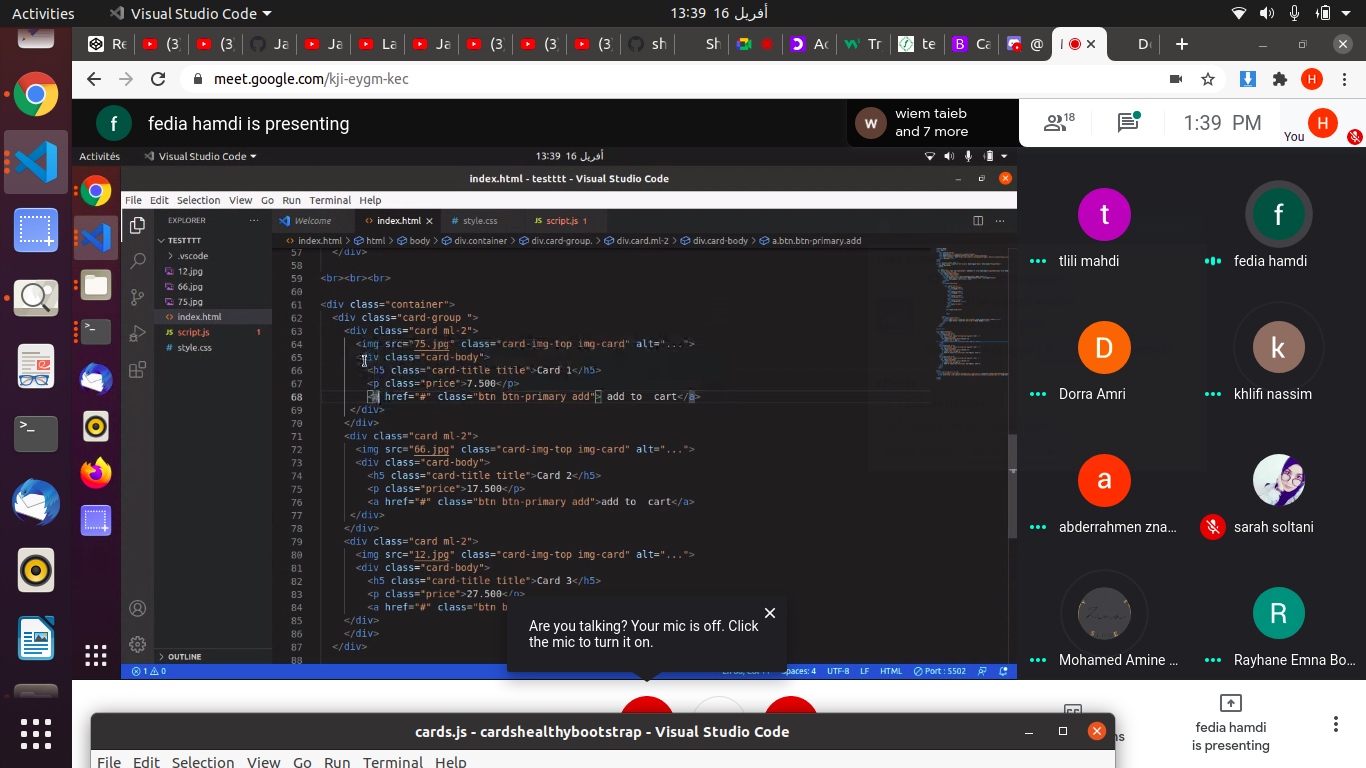 Activities
Visual Studio Code
13:39 16 أفريل
Re
(3
(3
Ja
Ja
La
Ja
(3
(3
(3
sh
Sh
Ac
Tr
te
Ca
@
meet.google.com/kji-eygm-kec
H
f
fedia hamdi is presenting
w
wiem taieb
and 7 more
18
1:39 PM
You
H
Activités
Visual Studio Code
13:39 16 أفريل
index.html - testttt - Visual Studio Code
File Edit Selection View Go Run Terminal Help
EXPLORER
Welcome
index.html
style.css
script.js 1
TESTTTT
.vscode
12.jpg
66.jpg
75.jpg
index.html
script.js 1
style.css
OUTLINE
index.html > html > body > div.container > div.card-group. > div.card.ml-2 > div.card-body > a.btn.btn-primary.add
57 </div>
58
59 <br><br><br>
60
61 <div class="container">
62 <div class="card-group ">
63 <div class="card ml-2">
64 <img src="75.jpg" class="card-img-top img-card" alt="...">
65 <div class="card-body">
66 <h5 class="card-title title">Card 1</h5>
67 <p class="price">7.500</p>
68 <a href="#" class="btn btn-primary add"> add to  cart</a>
69 </div>
70 </div>
71 <div class="card ml-2">
72 <img src="66.jpg" class="card-img-top img-card" alt="...">
73 <div class="card-body">
74 <h5 class="card-title title">Card 2</h5>
75 <p class="price">17.500</p>
76 <a href="#" class="btn btn-primary add">add to  cart</a>
77 </div>
78 </div>
79 <div class="card ml-2">
80 <img src="12.jpg" class="card-img-top img-card" alt="...">
81 <div class="card-body">
82 <h5 class="card-title title">Card 3</h5>
83 <p class="price">27.500</p>
84 <a href="#" class="btn b
85 </div>
86 </div>
87 </div>
88
1 0
Spaces: 4 UTF-8 LF HTML Port : 5502
Are you talking? Your mic is off. Click
the mic to turn it on.
t
tlili mahdi
f
fedia hamdi
D
Dorra Amri
k
khlifi nassim
a
abderrahmen zna...
sarah soltani
Mohamed Amine ...
R
Rayhane Emna Bo...
fedia hamdi
is presenting
cards.js - cardshealthybootstrap - Visual Studio Code
File Edit Selection View Go Run Terminal Help